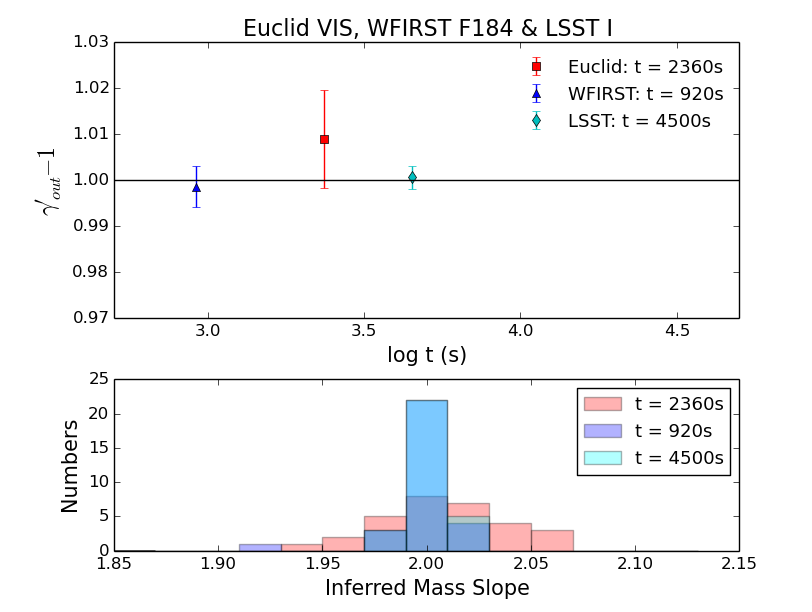 Euclid VIS, WFIRST F184 & LSST I
1.03
1.02
1.01
1.00
0.99
0.98
0.97
γ′out−1
Euclid: t = 2360s
WFIRST: t = 920s
LSST: t = 4500s
3.0 3.5 4.0 4.5
log t (s)
25
20
15
10
5
0
Numbers
t = 2360s
t = 920s
t = 4500s
1.85 1.90 1.95 2.00 2.05 2.10 2.15
Inferred Mass Slope